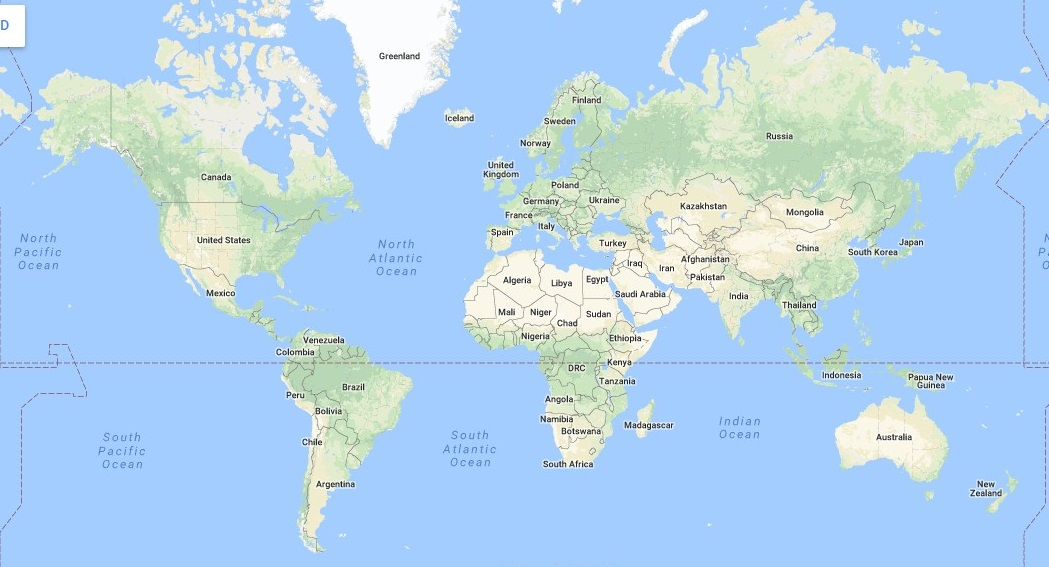 D
Greenland
Iceland
Finland
Sweden
Norway
Russia
United
Kingdom
Canada
Poland
Germany
Ukraine
Kazakhstan
Mongolia
France
Italy
Spain
United States
Turkey
Japan
China
South Korea
North
Pacific
Ocean
North
Atlantic
Ocean
Iraq
Iran
Afghanistan
Pakistan
Algeria
Libya
Egypt
Mexico
Saudi Arabia
India
Thailand
Mali
Niger
Chad
Sudan
Nigeria
Ethiopia
Venezuela
Colombia
DRC
Kenya
Tanzania
Indonesia
Papua New
Guinea
Brazil
Peru
Bolivia
Angola
Namibia
Botswana
Madagascar
Indian
Ocean
Australia
South
Pacific
Ocean
South
Atlantic
Ocean
Chile
South Africa
Argentina
New
Zealand